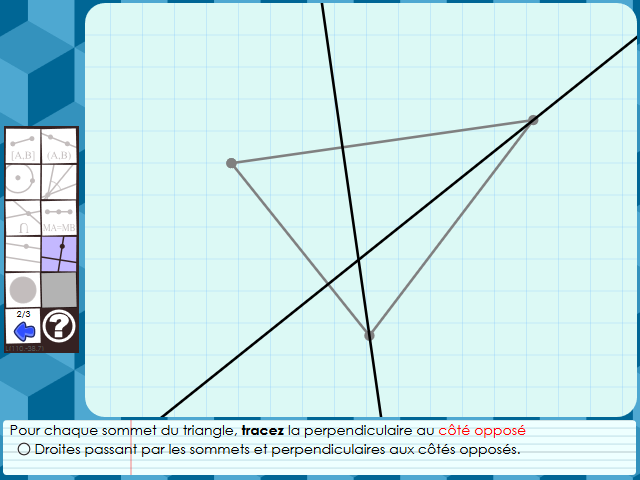 [A,B] (A,B)
∩ MA=MB
2/3 ?
Pour chaque sommet du triangle, tracez la perpendiculaire au côté opposé
Droites passant par les sommets et perpendiculaires aux côtés opposés.